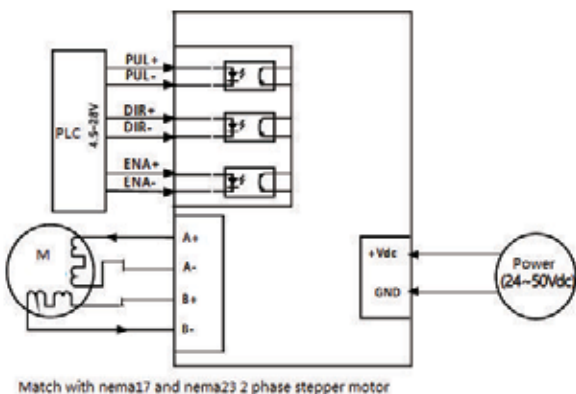 PUL+
PUL-
DIR+
DIR-
ENA+
ENA-
PLC
4.5~28V
M
A+
A-
B+
B-
+Vdc
GND
Power
(24~50Vdc)
Match with nema17 and nema23 2 phase stepper motor